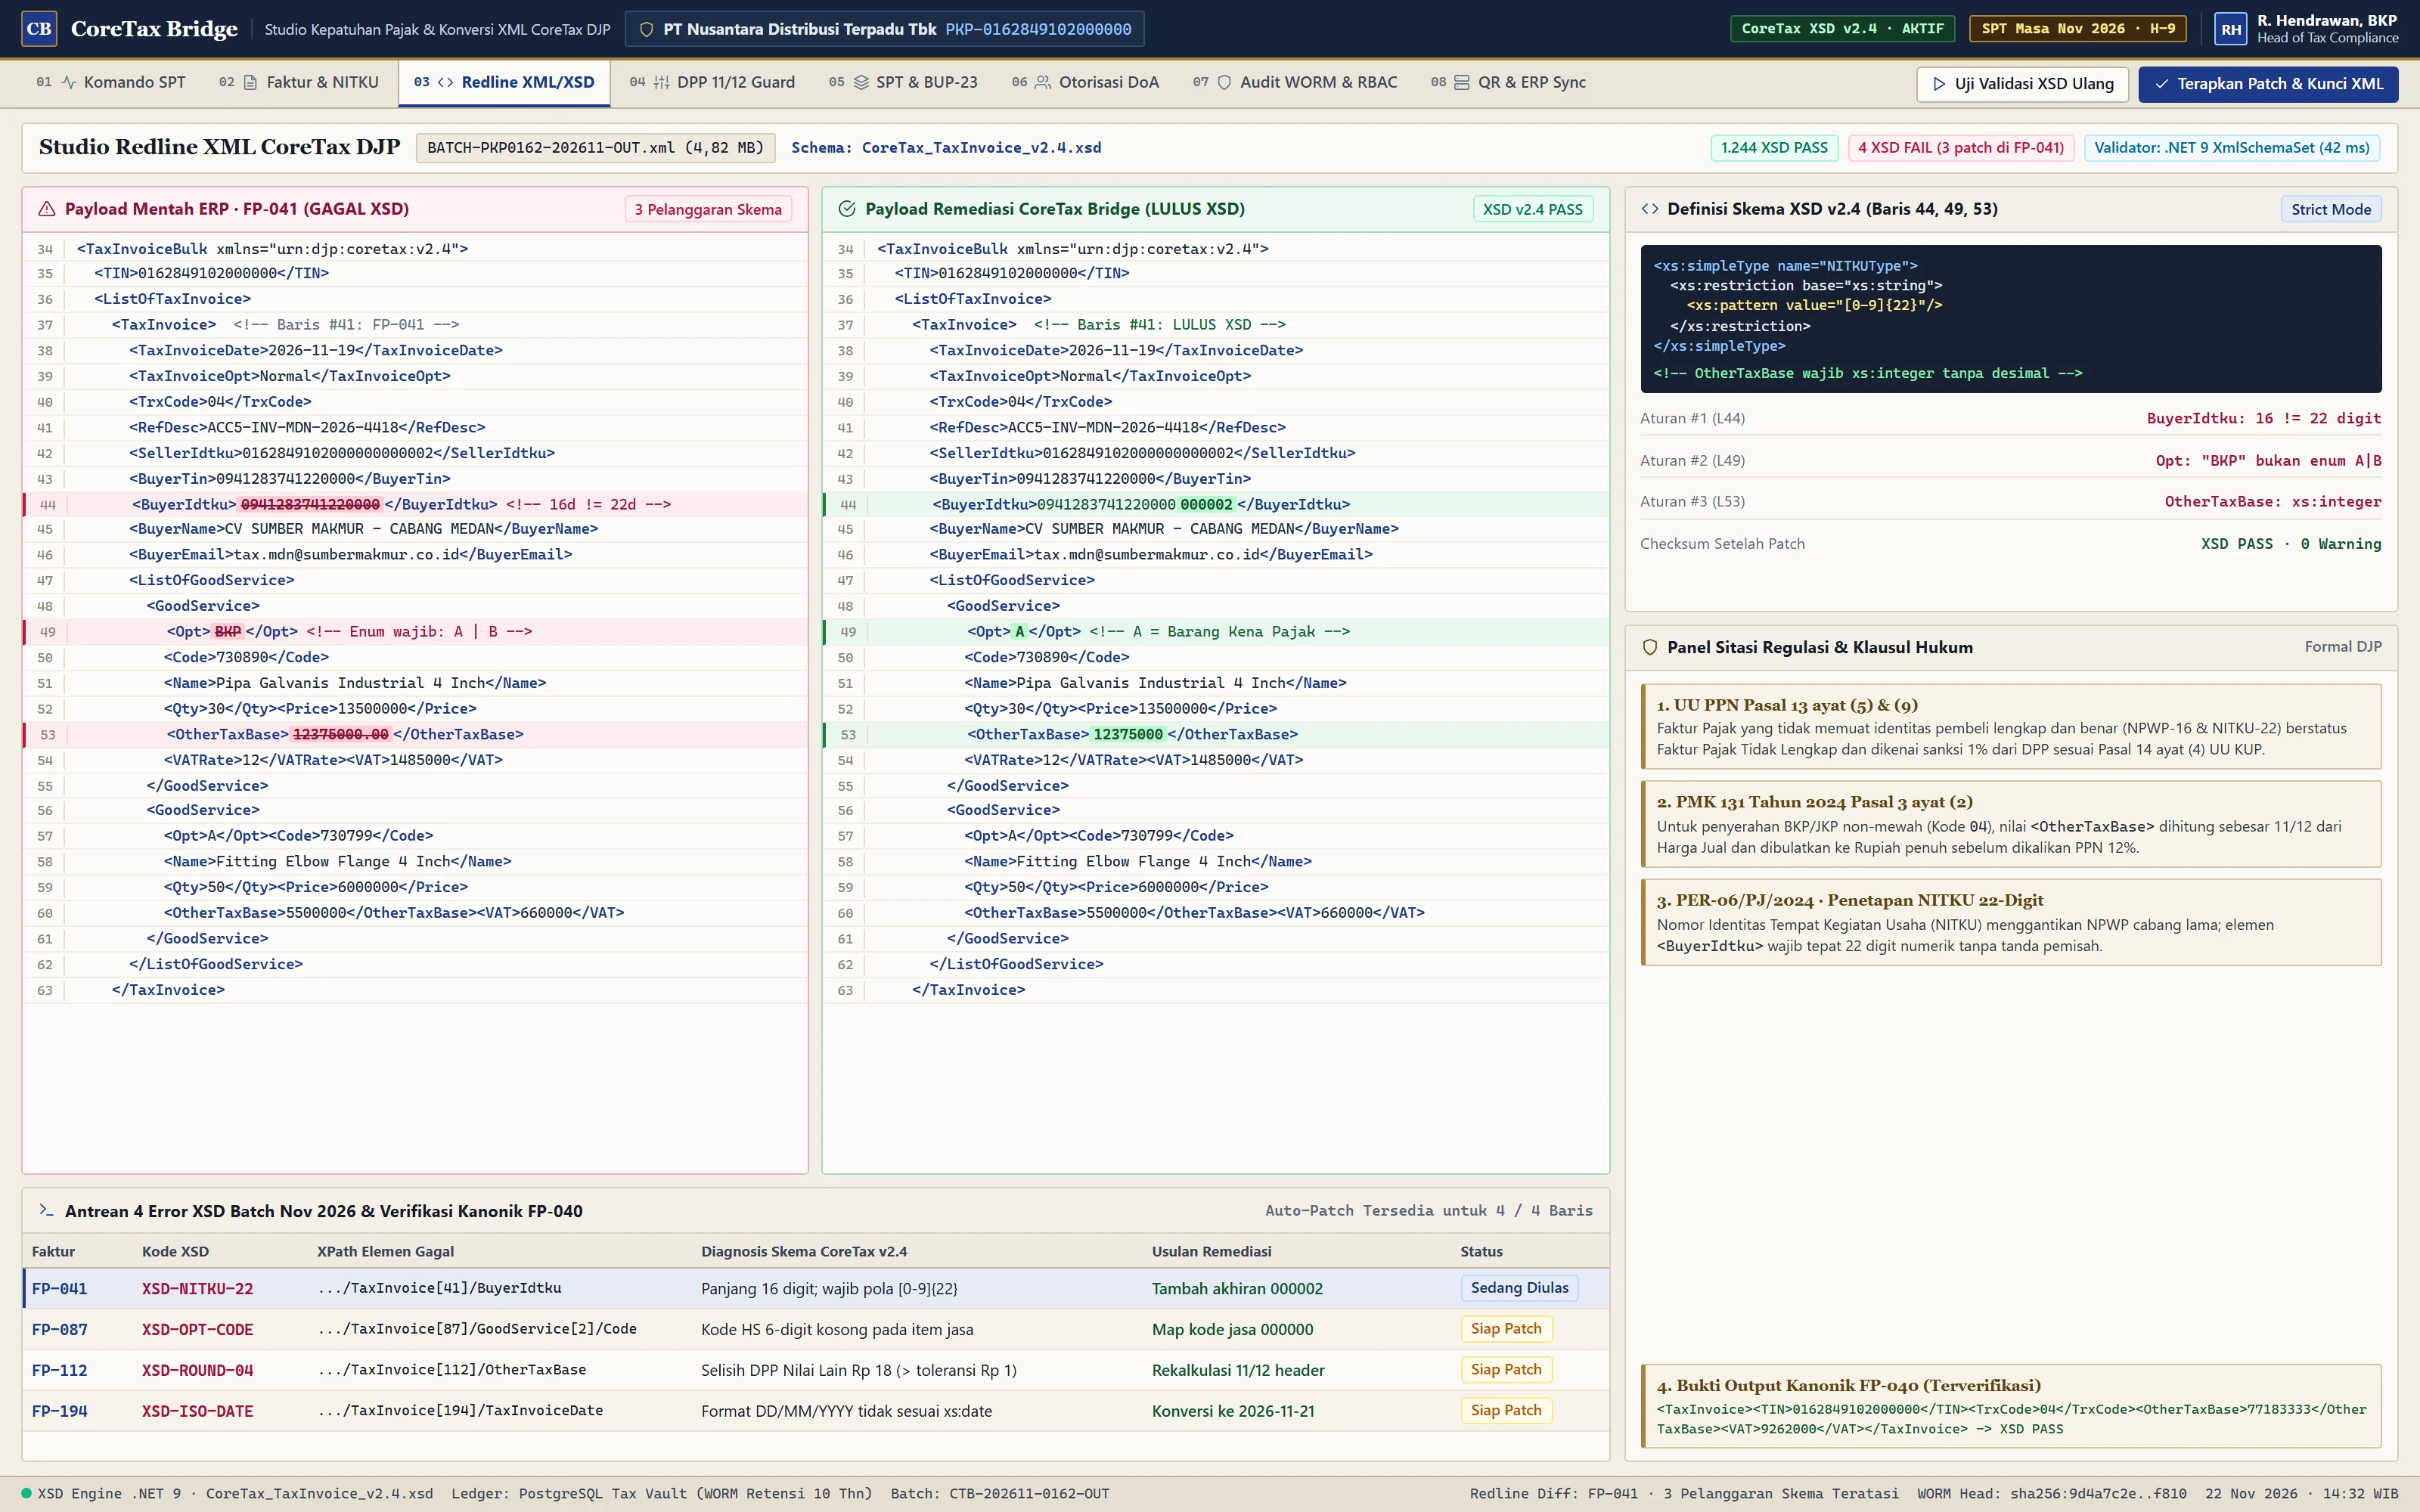 CB CoreTax Bridge Studio Kepatuhan Pajak & Konversi XML CoreTax DJP PT Nusantara Distribusi Terpadu Tbk PKP-0162849102000000 CoreTax XSD v2.4 · AKTIF SPT Masa Nov 2026 · H-9 RH R. Hendrawan, BKP
Head of Tax Compliance
01 Komando SPT 02 Faktur & NITKU 03 Redline XML/XSD 04 DPP 11/12 Guard 05 SPT & BUP-23 06 Otorisasi DoA 07 Audit WORM & RBAC 08 QR & ERP Sync Uji Validasi XSD Ulang Terapkan Patch & Kunci XML
Studio Redline XML CoreTax DJP BATCH-PKP0162-202611-OUT.xml (4,82 MB) Schema: CoreTax_TaxInvoice_v2.4.xsd 1.244 XSD PASS 4 XSD FAIL (3 patch di FP-041) Validator: .NET 9 XmlSchemaSet (42 ms)
Payload Mentah ERP · FP-041 (GAGAL XSD) 3 Pelanggaran Skema
34 <TaxInvoiceBulk xmlns="urn:djp:coretax:v2.4">
35 <TIN>0162849102000000</TIN>
36 <ListOfTaxInvoice>
37 <TaxInvoice> <!-- Baris #41: FP-041 -->
38 <TaxInvoiceDate>2026-11-19</TaxInvoiceDate>
39 <TaxInvoiceOpt>Normal</TaxInvoiceOpt>
40 <TrxCode>04</TrxCode>
41 <RefDesc>ACC5-INV-MDN-2026-4418</RefDesc>
42 <SellerIdtku>0162849102000000000002</SellerIdtku>
43 <BuyerTin>0941283741220000</BuyerTin>
44 <BuyerIdtku>0941283741220000</BuyerIdtku> <!-- 16d != 22d -->
45 <BuyerName>CV SUMBER MAKMUR - CABANG MEDAN</BuyerName>
46 <BuyerEmail>tax.mdn@sumbermakmur.co.id</BuyerEmail>
47 <ListOfGoodService>
48 <GoodService>
49 <Opt>BKP</Opt> <!-- Enum wajib: A | B -->
50 <Code>730890</Code>
51 <Name>Pipa Galvanis Industrial 4 Inch</Name>
52 <Qty>30</Qty><Price>13500000</Price>
53 <OtherTaxBase>12375000.00</OtherTaxBase>
54 <VATRate>12</VATRate><VAT>1485000</VAT>
55 </GoodService>
56 <GoodService>
57 <Opt>A</Opt><Code>730799</Code>
58 <Name>Fitting Elbow Flange 4 Inch</Name>
59 <Qty>50</Qty><Price>6000000</Price>
60 <OtherTaxBase>5500000</OtherTaxBase><VAT>660000</VAT>
61 </GoodService>
62 </ListOfGoodService>
63 </TaxInvoice>
Payload Remediasi CoreTax Bridge (LULUS XSD) XSD v2.4 PASS
34 <TaxInvoiceBulk xmlns="urn:djp:coretax:v2.4">
35 <TIN>0162849102000000</TIN>
36 <ListOfTaxInvoice>
37 <TaxInvoice> <!-- Baris #41: LULUS XSD -->
38 <TaxInvoiceDate>2026-11-19</TaxInvoiceDate>
39 <TaxInvoiceOpt>Normal</TaxInvoiceOpt>
40 <TrxCode>04</TrxCode>
41 <RefDesc>ACC5-INV-MDN-2026-4418</RefDesc>
42 <SellerIdtku>0162849102000000000002</SellerIdtku>
43 <BuyerTin>0941283741220000</BuyerTin>
44 <BuyerIdtku>0941283741220000000002</BuyerIdtku>
45 <BuyerName>CV SUMBER MAKMUR - CABANG MEDAN</BuyerName>
46 <BuyerEmail>tax.mdn@sumbermakmur.co.id</BuyerEmail>
47 <ListOfGoodService>
48 <GoodService>
49 <Opt>A</Opt> <!-- A = Barang Kena Pajak -->
50 <Code>730890</Code>
51 <Name>Pipa Galvanis Industrial 4 Inch</Name>
52 <Qty>30</Qty><Price>13500000</Price>
53 <OtherTaxBase>12375000</OtherTaxBase>
54 <VATRate>12</VATRate><VAT>1485000</VAT>
55 </GoodService>
56 <GoodService>
57 <Opt>A</Opt><Code>730799</Code>
58 <Name>Fitting Elbow Flange 4 Inch</Name>
59 <Qty>50</Qty><Price>6000000</Price>
60 <OtherTaxBase>5500000</OtherTaxBase><VAT>660000</VAT>
61 </GoodService>
62 </ListOfGoodService>
63 </TaxInvoice>
Definisi Skema XSD v2.4 (Baris 44, 49, 53) Strict Mode
<xs:simpleType name="NITKUType">
<xs:restriction base="xs:string">
<xs:pattern value="[0-9]{22}"/>
</xs:restriction>
</xs:simpleType>
<!-- OtherTaxBase wajib xs:integer tanpa desimal -->
Aturan #1 (L44) BuyerIdtku: 16 != 22 digit
Aturan #2 (L49) Opt: "BKP" bukan enum A|B
Aturan #3 (L53) OtherTaxBase: xs:integer
Checksum Setelah Patch XSD PASS · 0 Warning
Panel Sitasi Regulasi & Klausul Hukum Formal DJP
1. UU PPN Pasal 13 ayat (5) & (9)
Faktur Pajak yang tidak memuat identitas pembeli lengkap dan benar (NPWP-16 & NITKU-22) berstatus
Faktur Pajak Tidak Lengkap dan dikenai sanksi 1% dari DPP sesuai Pasal 14 ayat (4) UU KUP.
2. PMK 131 Tahun 2024 Pasal 3 ayat (2)
Untuk penyerahan BKP/JKP non-mewah (Kode 04), nilai <OtherTaxBase> dihitung sebesar 11/12 dari
Harga Jual dan dibulatkan ke Rupiah penuh sebelum dikalikan PPN 12%.
3. PER-06/PJ/2024 · Penetapan NITKU 22-Digit
Nomor Identitas Tempat Kegiatan Usaha (NITKU) menggantikan NPWP cabang lama; elemen
<BuyerIdtku> wajib tepat 22 digit numerik tanpa tanda pemisah.
4. Bukti Output Kanonik FP-040 (Terverifikasi)
<TaxInvoice><TIN>0162849102000000</TIN><TrxCode>04</TrxCode><OtherTaxBase>77183333</Other
TaxBase><VAT>9262000</VAT></TaxInvoice> -> XSD PASS
Antrean 4 Error XSD Batch Nov 2026 & Verifikasi Kanonik FP-040 Auto-Patch Tersedia untuk 4 / 4 Baris
Faktur Kode XSD XPath Elemen Gagal Diagnosis Skema CoreTax v2.4 Usulan Remediasi Status
FP-041 XSD-NITKU-22 .../TaxInvoice[41]/BuyerIdtku Panjang 16 digit; wajib pola [0-9]{22} Tambah akhiran 000002 Sedang Diulas
FP-087 XSD-OPT-CODE .../TaxInvoice[87]/GoodService[2]/Code Kode HS 6-digit kosong pada item jasa Map kode jasa 000000 Siap Patch
FP-112 XSD-ROUND-04 .../TaxInvoice[112]/OtherTaxBase Selisih DPP Nilai Lain Rp 18 (> toleransi Rp 1) Rekalkulasi 11/12 header Siap Patch
FP-194 XSD-ISO-DATE .../TaxInvoice[194]/TaxInvoiceDate Format DD/MM/YYYY tidak sesuai xs:date Konversi ke 2026-11-21 Siap Patch
XSD Engine .NET 9 · CoreTax_TaxInvoice_v2.4.xsd Ledger: PostgreSQL Tax Vault (WORM Retensi 10 Thn) Batch: CTB-202611-0162-OUT Redline Diff: FP-041 · 3 Pelanggaran Skema Teratasi WORM Head: sha256:9d4a7c2e..f810 22 Nov 2026 · 14:32 WIB